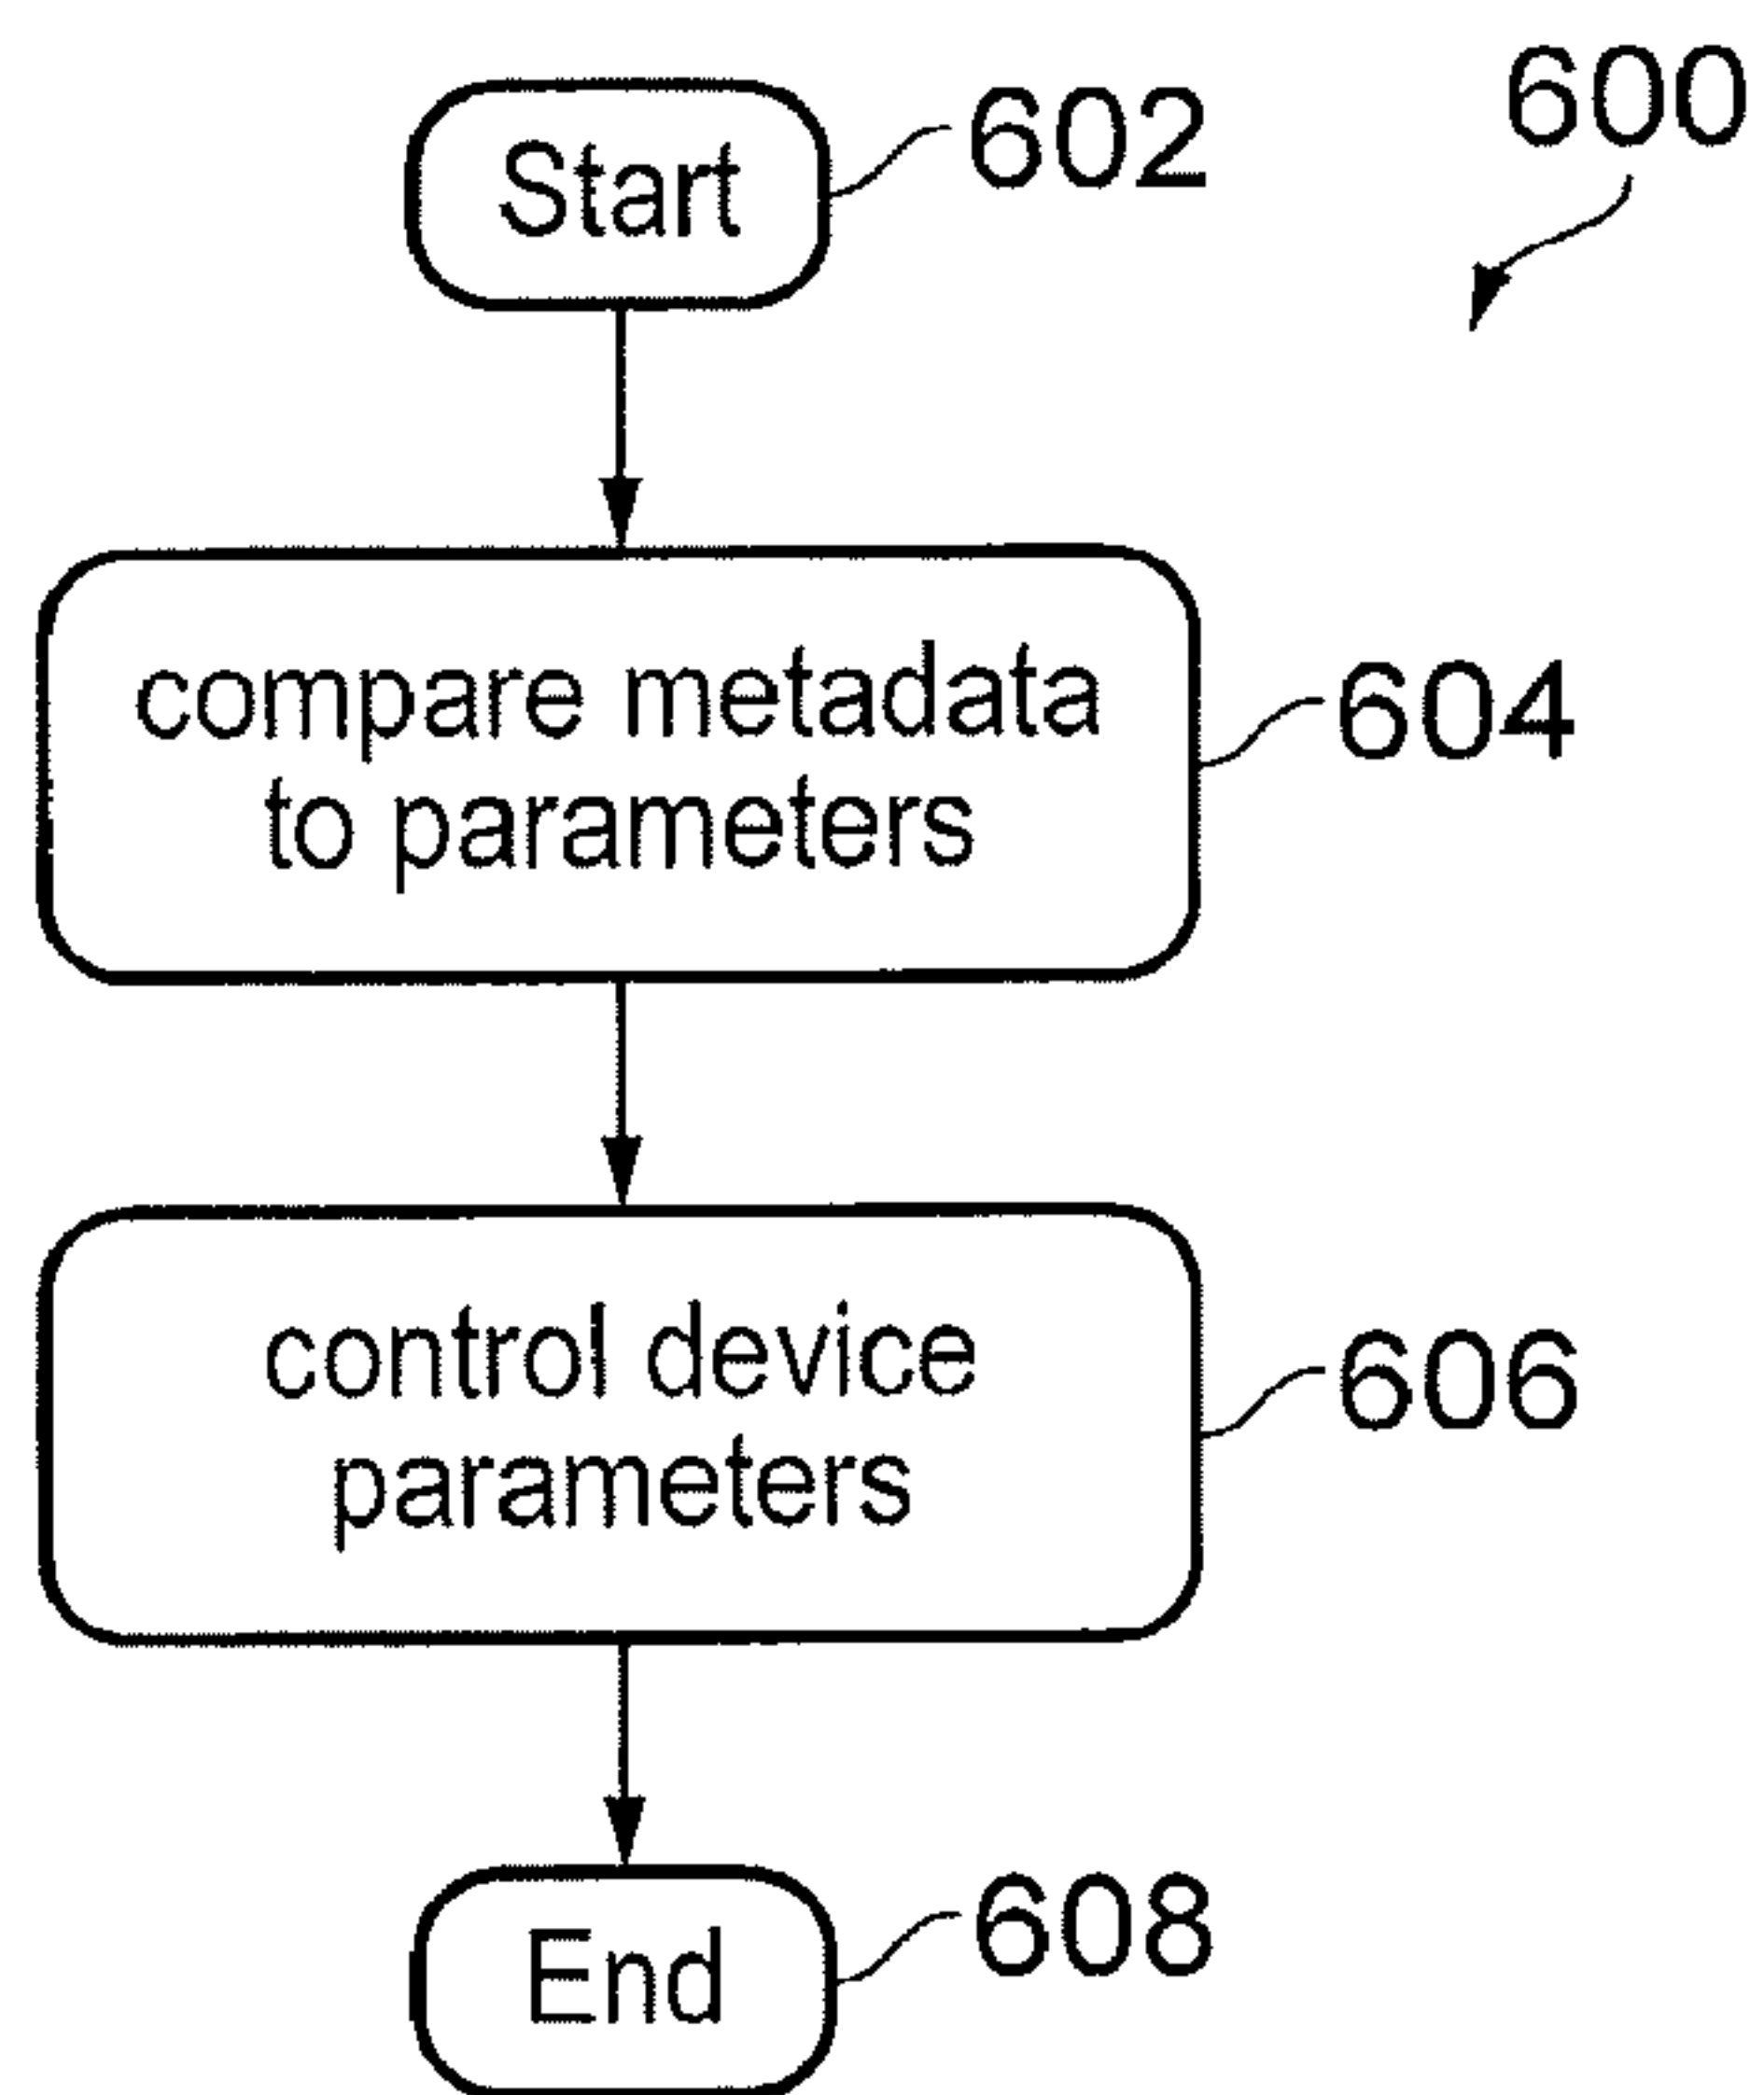 600
Start
602
compare metadata
to parameters
604
control device
parameters
606
End
608